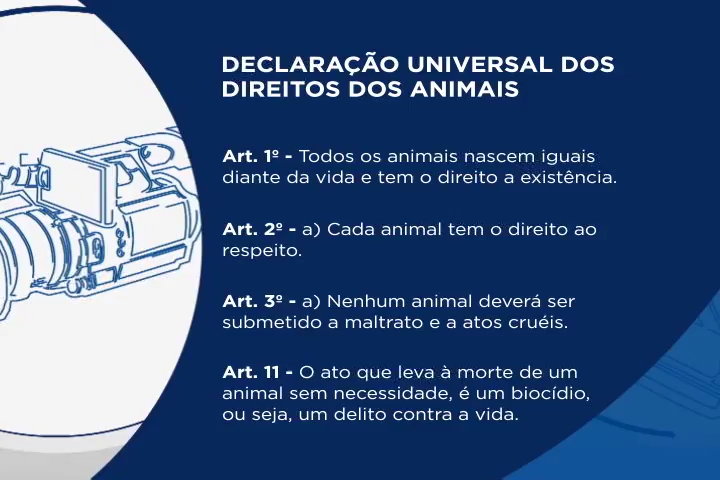 DECLARAÇÃO UNIVERSAL DOS
DIREITOS DOS ANIMAIS
Art. 1º - Todos os animais nascem iguais
diante da vida e tem o direito a existência.
Art. 2º - a) Cada animal tem o direito ao
respeito.
Art. 3º - a) Nenhum animal deverá ser
submetido a maltrato e a atos cruéis.
Art. 11 - O ato que leva à morte de um
animal sem necessidade, é um biocídio,
ou seja, um delito contra a vida.